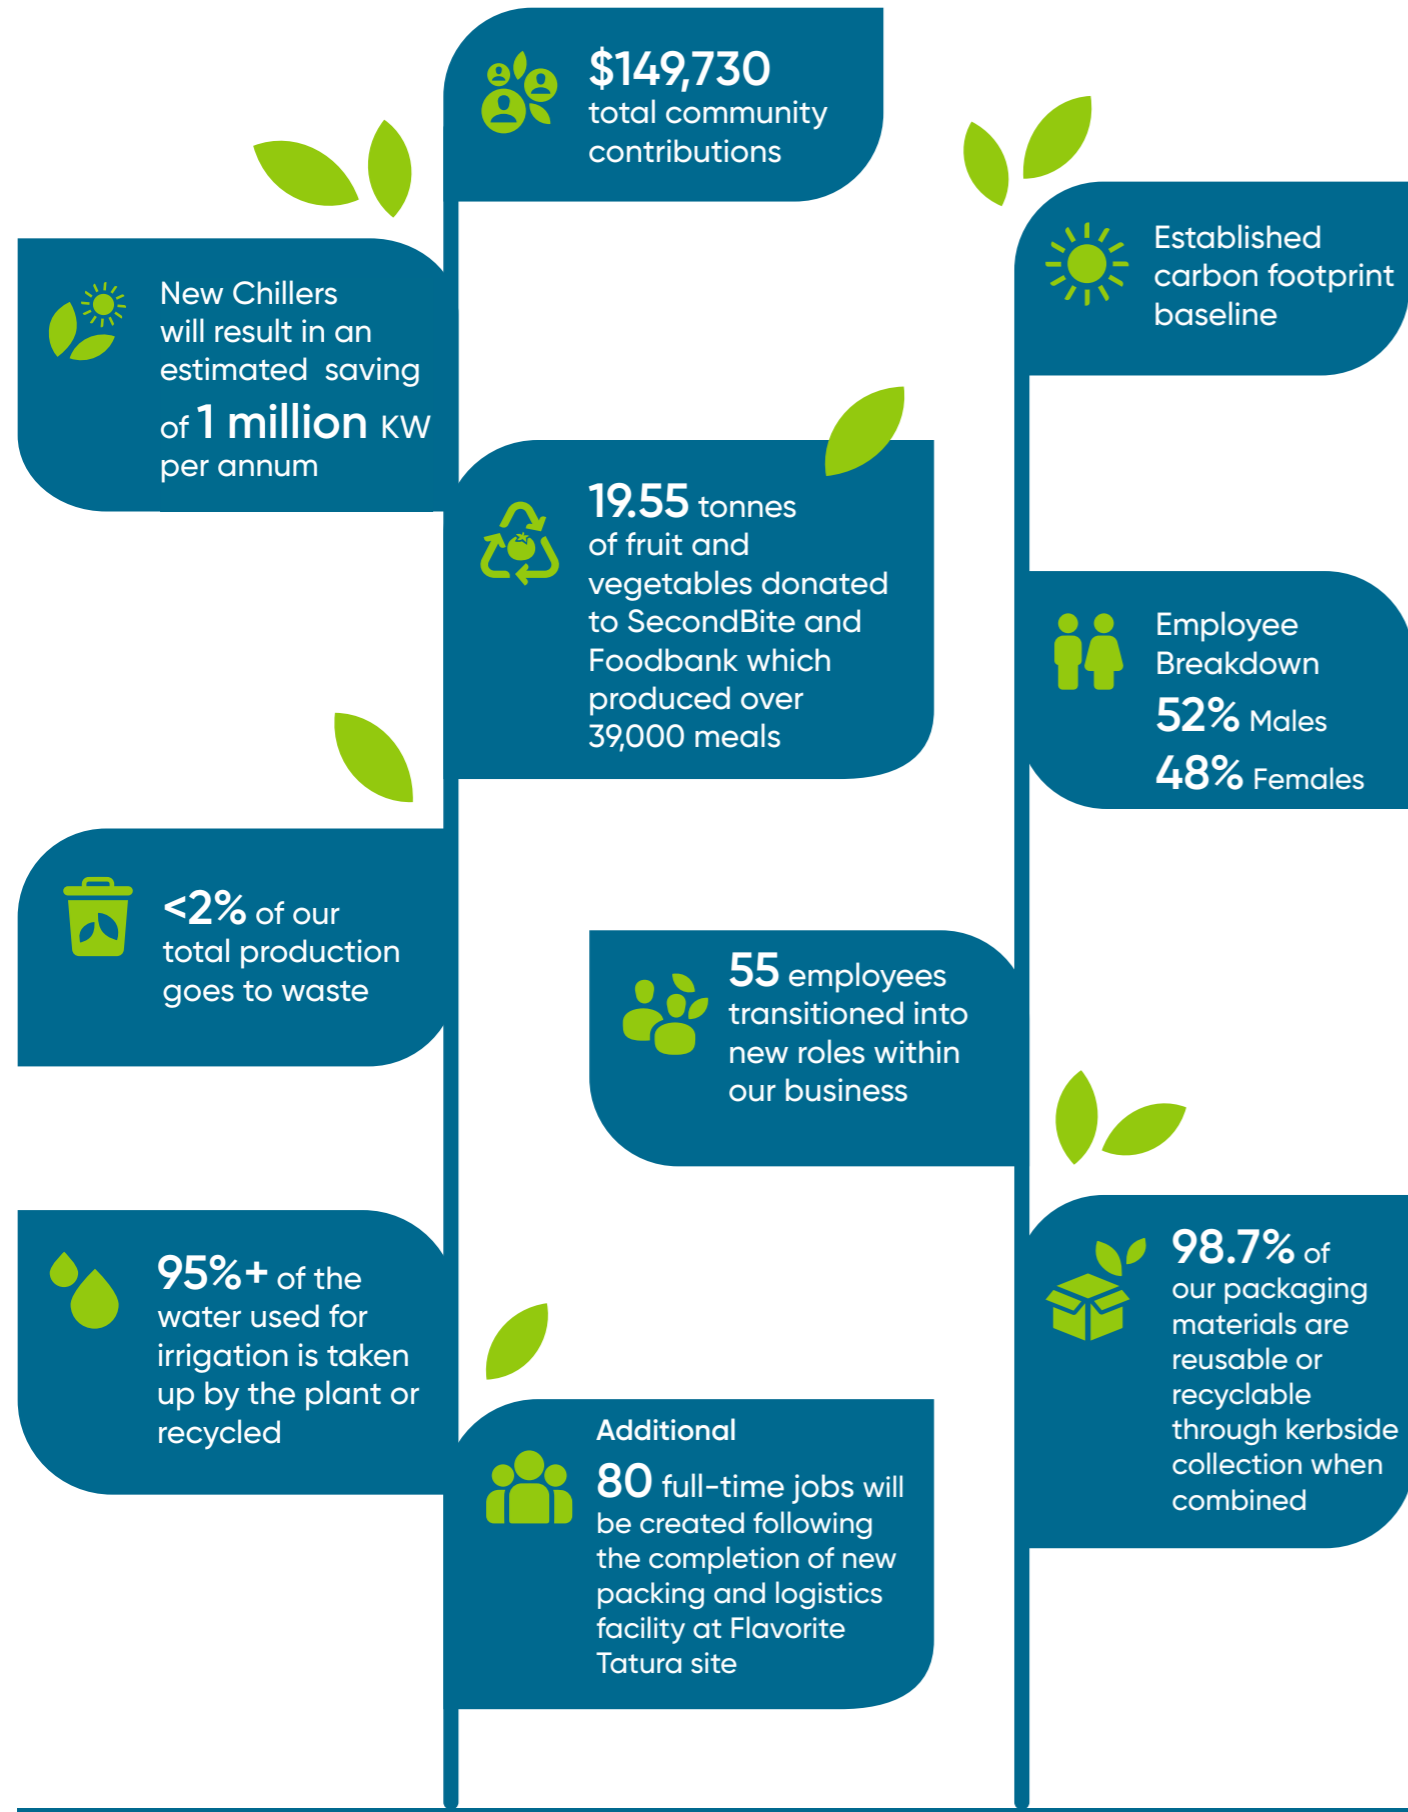 $149,730
total community
contributions
Established
carbon footprint
baseline
New Chillers
will result in an
estimated saving
of 1 million KW
per annum
19.55 tonnes
of fruit and
vegetables donated
to SecondBite and
Foodbank which
produced over
39,000 meals
Employee
Breakdown
52% Males
48% Females
<2% of our
total production
goes to waste
55 employees
transitioned into
new roles within
our business
95%+ of the
water used for
irrigation is taken
up by the plant or
recycled
98.7% of
our packaging
materials are
reusable or
recyclable
through kerbside
collection when
combined
Additional
80 full-time jobs will
be created following
the completion of new
packing and logistics
facility at Flavorite
Tatura site